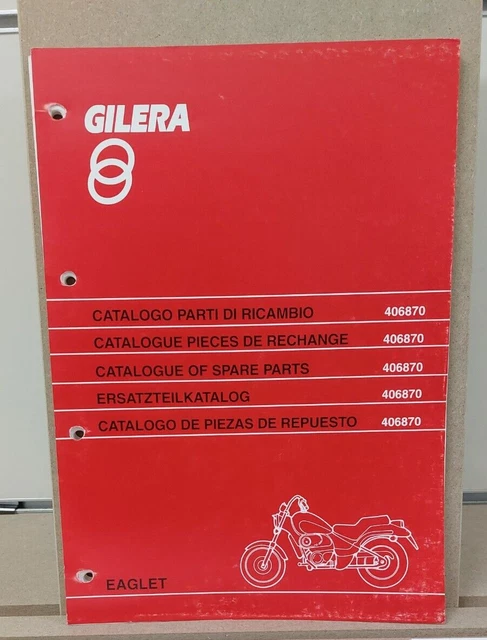 GILERA
CATALOGO PARTI DI RICAMBIO 406870
CATALOGUE PIECES DE RECHANGE 406870
CATALOGUE OF SPARE PARTS 406870
ERSATZTEILKATALOG 406870
CATALOGO DE PIEZAS DE REPUESTO 406870
EAGLET